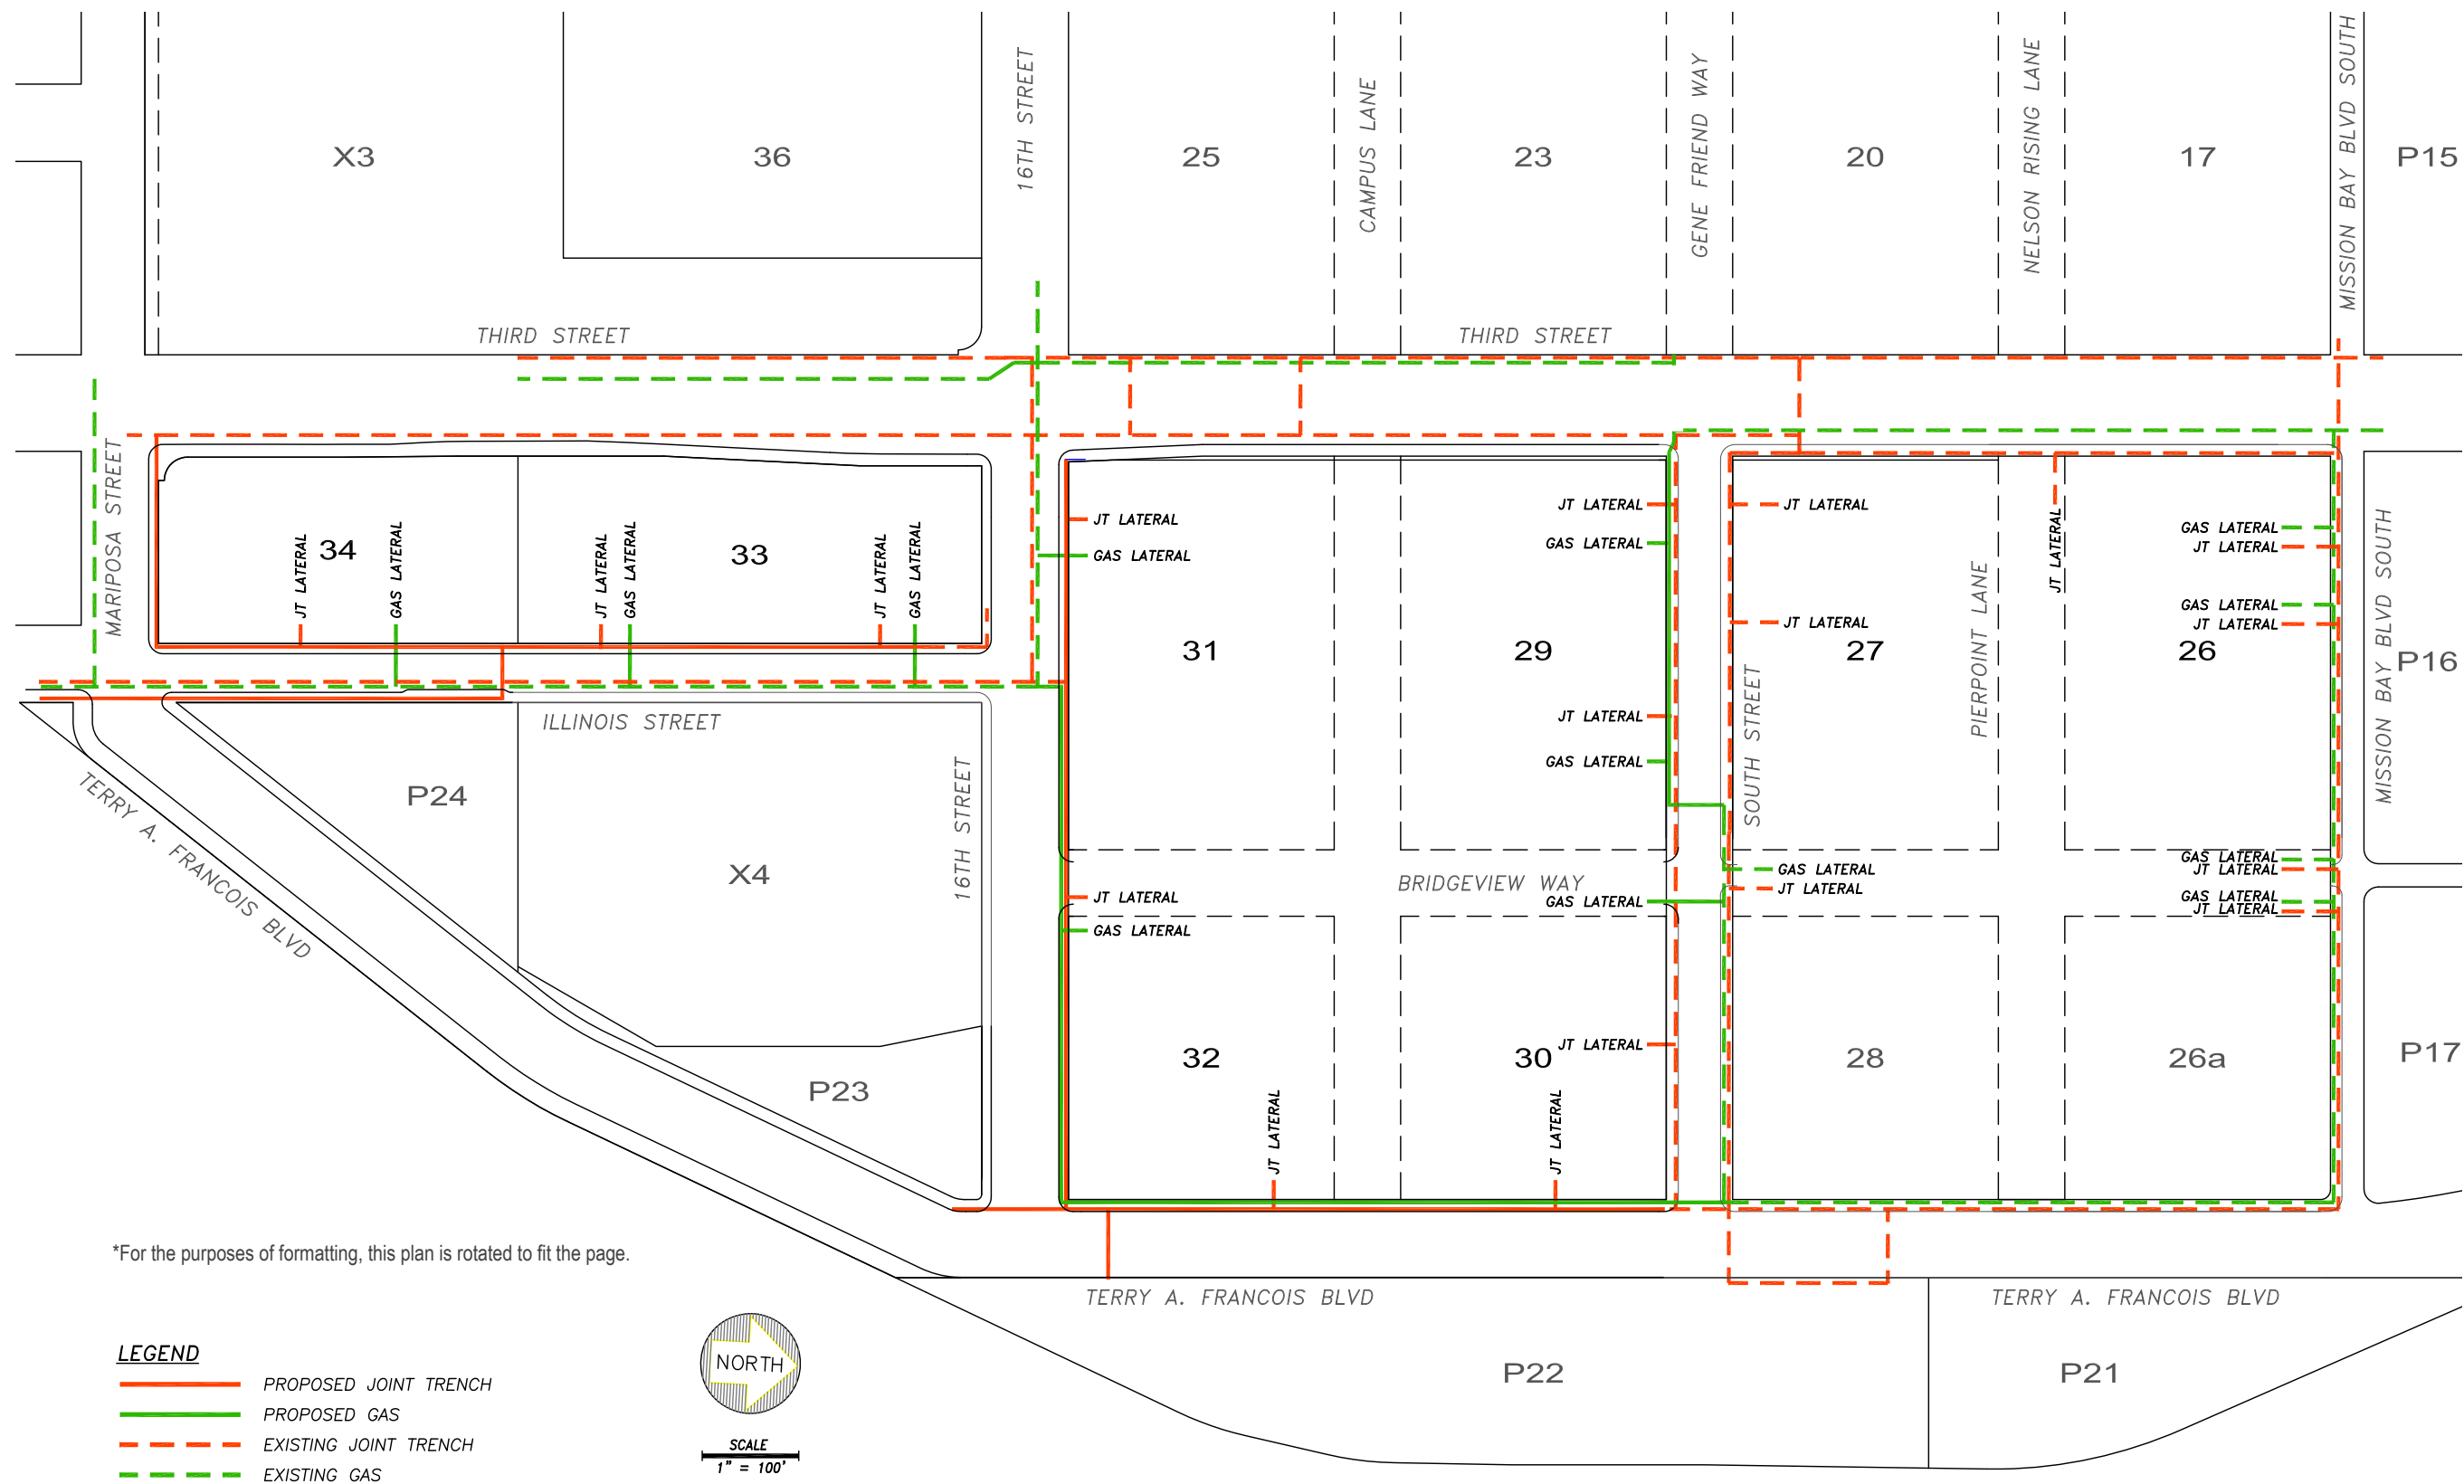 X3
36
16TH STREET
25
CAMPUS LANE
23
GENE FRIEND WAY
20
NELSON RISING LANE
17
MISSION BAY BLVD SOUTH
P15
THIRD STREET
THIRD STREET
MARIPOSA STREET
34
33
JT LATERAL
GAS LATERAL
JT LATERAL
GAS LATERAL
JT LATERAL
GAS LATERAL
JT LATERAL
GAS LATERAL
JT LATERAL
GAS LATERAL
JT LATERAL
JT LATERAL
GAS LATERAL
JT LATERAL
GAS LATERAL
JT LATERAL
JT LATERAL
31
29
27
26
PIERPOINT LANE
MISSION BAY BLVD SOUTH
P16
ILLINOIS STREET
JT LATERAL
GAS LATERAL
SOUTH STREET
TERRY A. FRANCOIS BLVD
P24
X4
16TH STREET
JT LATERAL
GAS LATERAL
BRIDGEVIEW WAY
GAS LATERAL
GAS LATERAL
JT LATERAL
GAS LATERAL
JT LATERAL
GAS LATERAL
JT LATERAL
P23
32
30
JT LATERAL
28
26a
P17
JT LATERAL
JT LATERAL
*For the purposes of formatting, this plan is rotated to fit the page.
TERRY A. FRANCOIS BLVD
TERRY A. FRANCOIS BLVD
P22
P21
LEGEND
PROPOSED JOINT TRENCH
PROPOSED GAS
EXISTING JOINT TRENCH
EXISTING GAS
NORTH
SCALE
1" = 100'